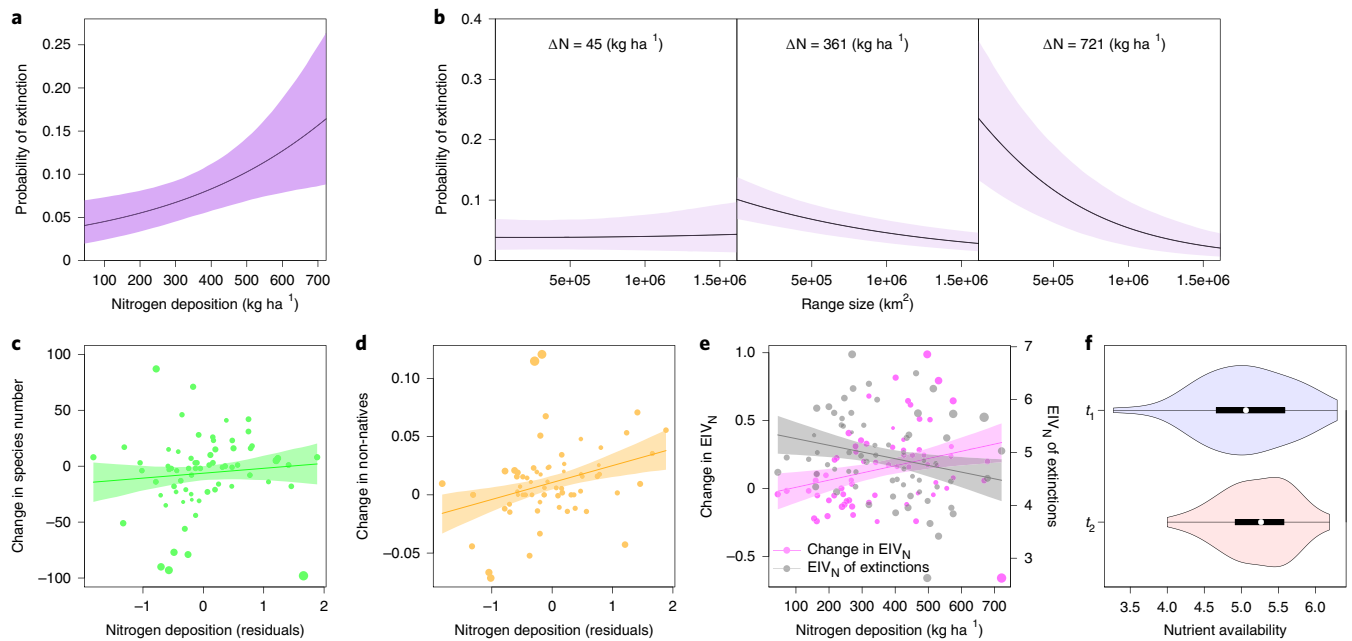 a
0.25
0.20
0.15
0.10
0.05
0
Probability of extinction
100 200 300 400 500 600 700
Nitrogen deposition (kg ha 1)
b
0.4
0.3
0.2
0.1
0
Probability of extinction
ΔN = 45 (kg ha 1)
ΔN = 361 (kg ha 1)
ΔN = 721 (kg ha 1)
5e+05 1e+06 1.5e+06 5e+05 1e+06 1.5e+06 5e+05 1e+06 1.5e+06
Range size (km2)
c
100
50
0
−50
−100
Change in species number
−1 0 1 2
Nitrogen deposition (residuals)
d
0.10
0.05
0
−0.05
Change in non-natives
−1 0 1 2
Nitrogen deposition (residuals)
e
1.0
0.5
0
−0.5
Change in EIVN
7
6
5
4
3
EIVN of extinctions
Change in EIVN
EIVN of extinctions
100 200 300 400 500 600 700
Nitrogen deposition (kg ha 1)
f
t1
t2
3.5 4.0 4.5 5.0 5.5 6.0
Nutrient availability